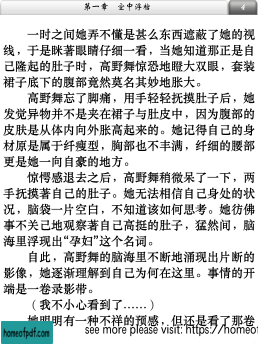 第一章　空中浮棺
4
一时之间她弄不懂是甚么东西遮蔽了她的视
线，于是眯著眼睛仔细一看，当她知道那正是自
己隆起的肚子时，高野舞惊恐地瞪大双眼，套装
裙子底下的腹部竟然莫名其妙地胀大。
高野舞忘了脚痛，用手轻轻抚摸肚子后，她
发觉异物并不是夹在裙子与肚皮中，因为腹部的
皮肤是从体内向外胀高起来的。她记得自己的身
材原是属于纤瘦型，胸部也不丰满，纤细的腰部
更是她一向自豪的地方。
惊愕感退去之后，高野舞稍微呆了一下，两
手抚摸著自己的肚子。她无法相信自己身处的状
况，脑袋一片空白，不知道该如何思考。她彷彿
事不关己地观察著自己高挺的肚子，猛然间，脑
海里浮现出“孕妇”这个名词。
自此，高野舞的脑海里不断地涌现出片断的
影像，她逐渐理解到自己为何在这里。事情的开
端是一卷录影带。
（我不小心看到了……）
她明明有一种不祥的预感，但还是看了那卷
homeofpdf.com
see more please visit: https://homeof